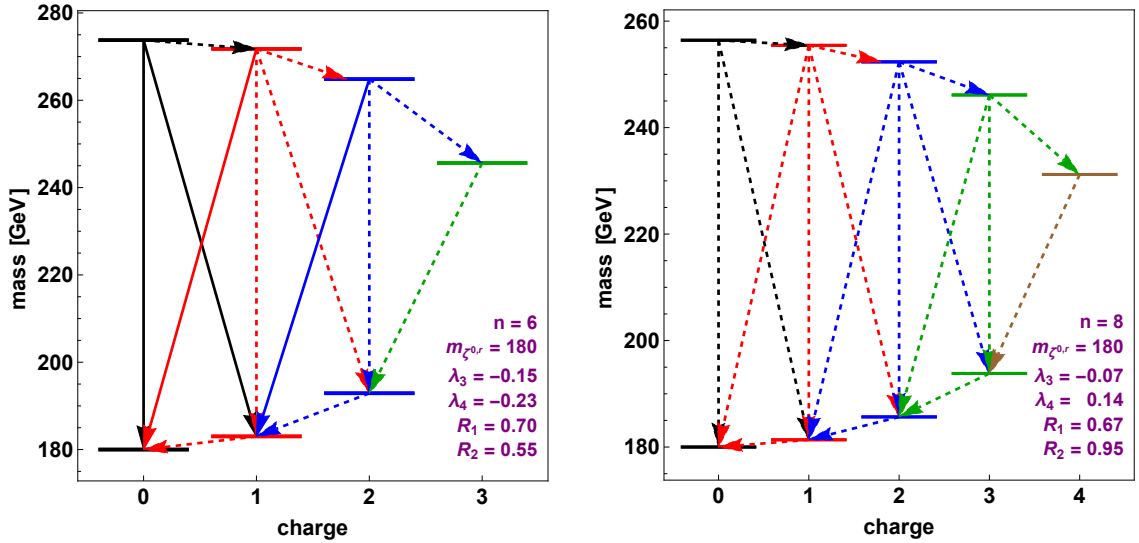 280
260
240
220
200
180
mass [GeV]
0 1 2 3
charge
n = 6
m_ζ^0,r = 180
λ3 = −0.15
λ4 = −0.23
R1 = 0.70
R2 = 0.55
260
240
220
200
180
mass [GeV]
0 1 2 3 4
charge
n = 8
m_ζ^0,r = 180
λ3 = −0.07
λ4 = 0.14
R1 = 0.67
R2 = 0.95